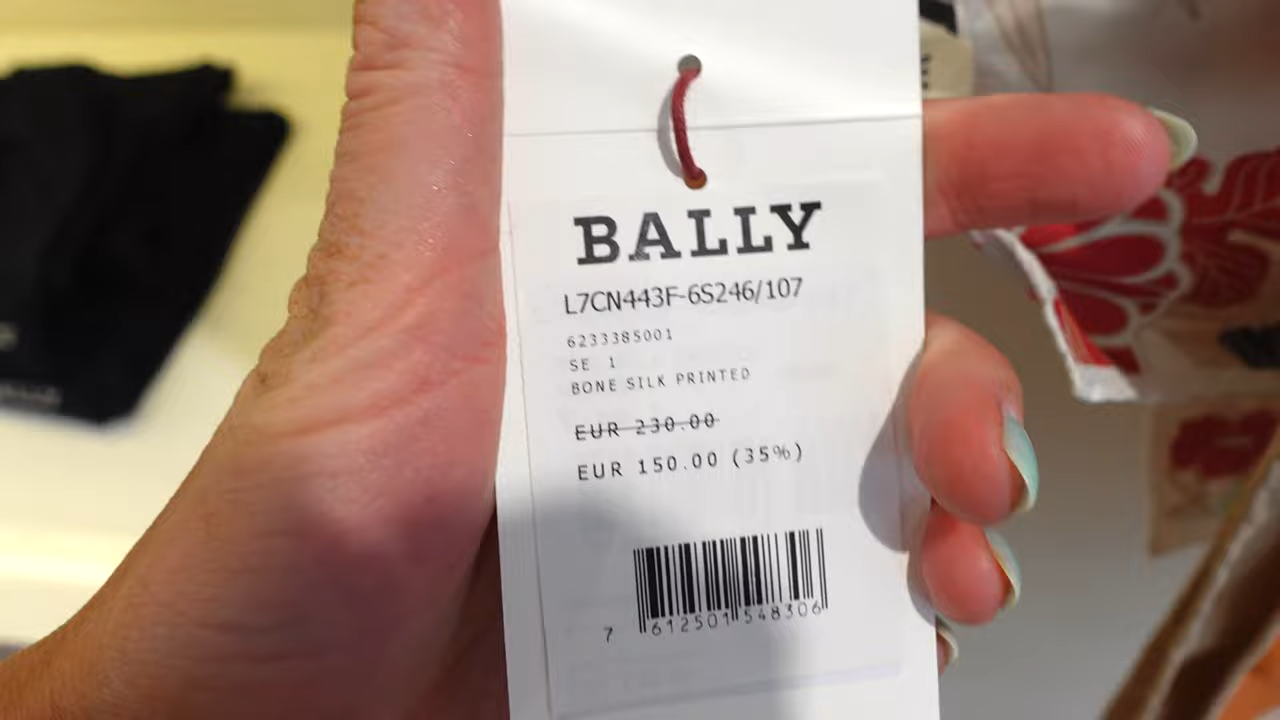 BALLY
L7CN443F-6S246/107
6233385001
SE 1
BONE SILK PRINTED
EUR 230.00
EUR 150.00 (35%)
7 612501 548306